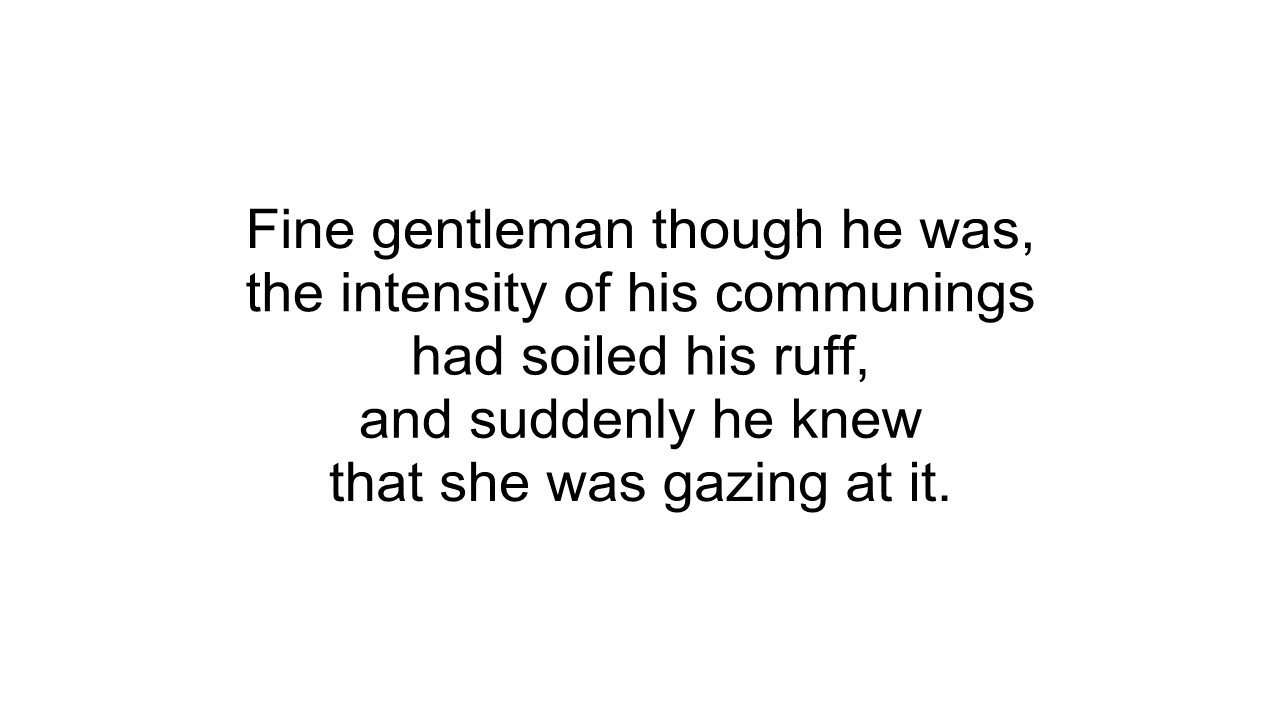 Fine gentleman though he was,
the intensity of his communings
had soiled his ruff,
and suddenly he knew
that she was gazing at it.